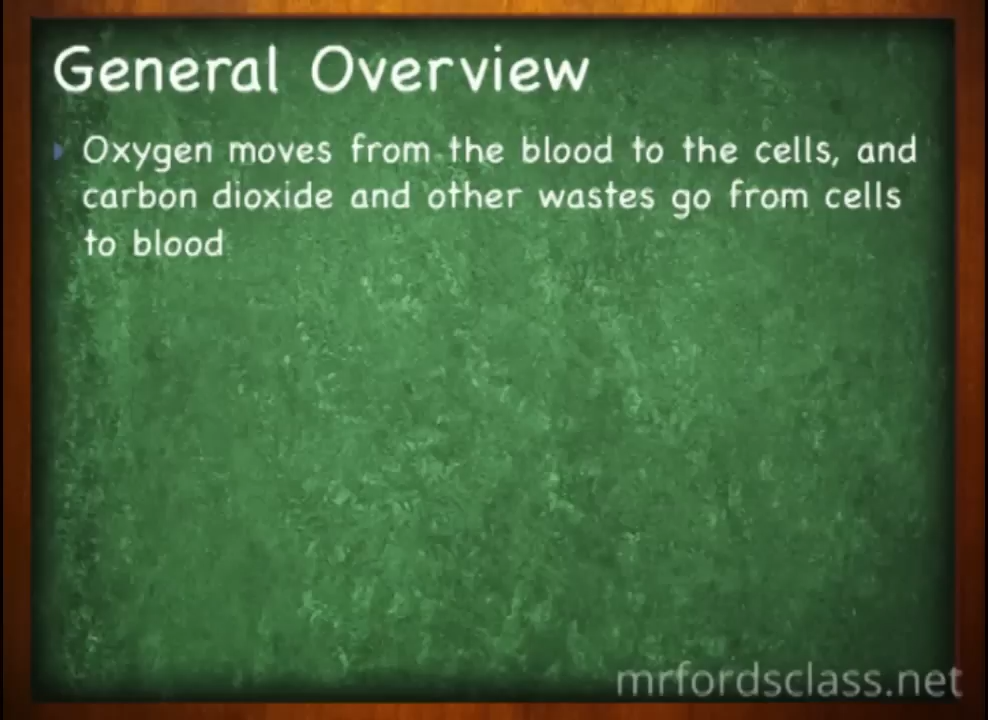 General Overview
Oxygen moves from the blood to the cells, and
carbon dioxide and other wastes go from cells
to blood
mrfordsclass.net